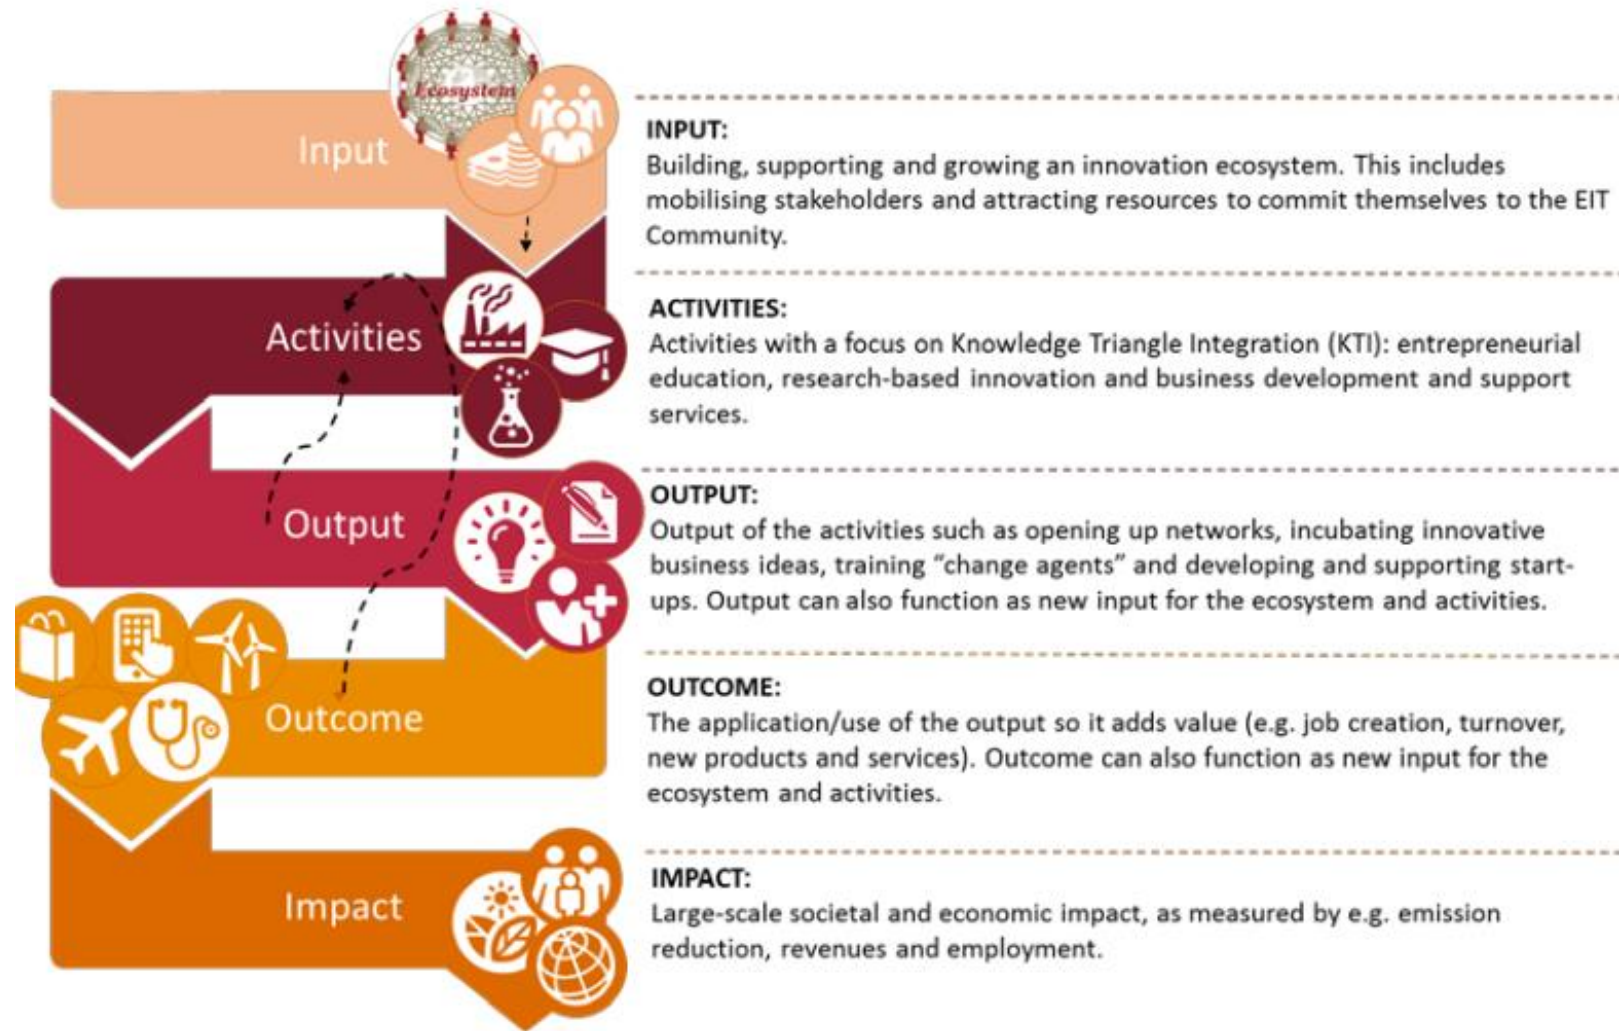 Ecosystem
Input
INPUT:
Building, supporting and growing an innovation ecosystem. This includes
mobilising stakeholders and attracting resources to commit themselves to the EIT
Community.
Activities
ACTIVITIES:
Activities with a focus on Knowledge Triangle Integration (KTI): entrepreneurial
education, research-based innovation and business development and support
services.
Output
OUTPUT:
Output of the activities such as opening up networks, incubating innovative
business ideas, training “change agents” and developing and supporting start-
ups. Output can also function as new input for the ecosystem and activities.
Outcome
OUTCOME:
The application/use of the output so it adds value (e.g. job creation, turnover,
new products and services). Outcome can also function as new input for the
ecosystem and activities.
Impact
IMPACT:
Large-scale societal and economic impact, as measured by e.g. emission
reduction, revenues and employment.